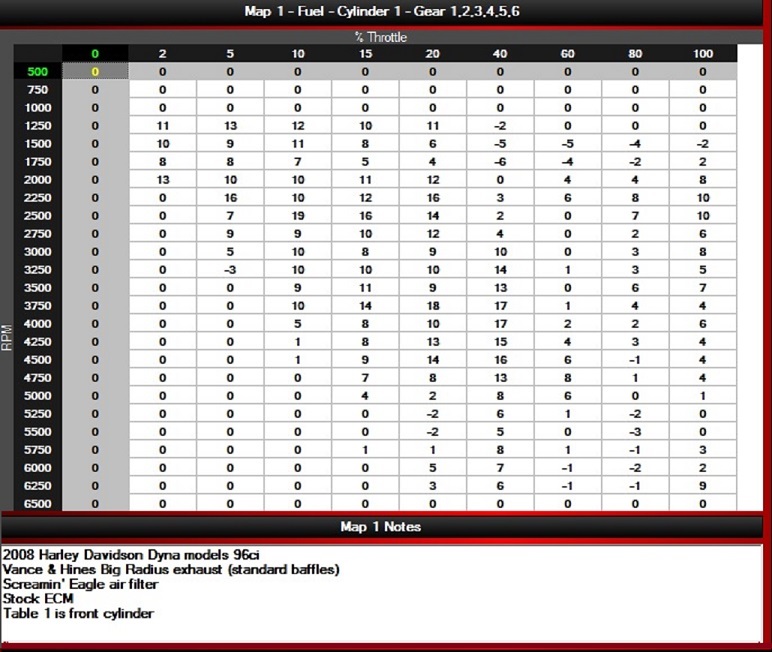 Map 1 - Fuel - Cylinder 1 - Gear 1,2,3,4,5,6
% Throttle
0 2 5 10 15 20 40 60 80 100
500 0 0 0 0 0 0 0 0 0 0
750 0 0 0 0 0 0 0 0 0 0
1000 0 0 0 0 0 0 0 0 0 0
1250 0 11 13 12 10 11 -2 0 0 0
1500 0 10 9 11 8 6 -5 -5 -4 -2
1750 0 8 8 7 5 4 -6 -4 -2 2
2000 0 13 10 10 11 12 0 4 4 8
2250 0 0 16 10 12 16 3 6 8 10
2500 0 0 7 19 16 14 2 0 7 10
2750 0 0 9 9 10 12 4 0 2 6
3000 0 0 5 10 8 9 10 0 3 8
3250 0 0 -3 10 10 10 14 1 3 5
3500 0 0 0 9 11 9 13 0 6 7
3750 0 0 0 10 14 18 17 1 4 4
RPM
4000 0 0 0 5 8 10 17 2 2 6
4250 0 0 0 1 8 13 15 4 3 4
4500 0 0 0 1 9 14 16 6 -1 4
4750 0 0 0 0 7 8 13 8 1 4
5000 0 0 0 0 4 2 8 6 0 1
5250 0 0 0 0 0 -2 6 1 -2 0
5500 0 0 0 0 0 -2 5 0 -3 0
5750 0 0 0 0 1 1 8 1 -1 3
6000 0 0 0 0 0 5 7 -1 -2 2
6250 0 0 0 0 0 3 6 -1 -1 9
6500 0 0 0 0 0 0 0 0 0 0
Map 1 Notes
2008 Harley Davidson Dyna models 96ci
Vance & Hines Big Radius exhaust (standard baffles)
Screamin' Eagle air filter
Stock ECM
Table 1 is front cylinder